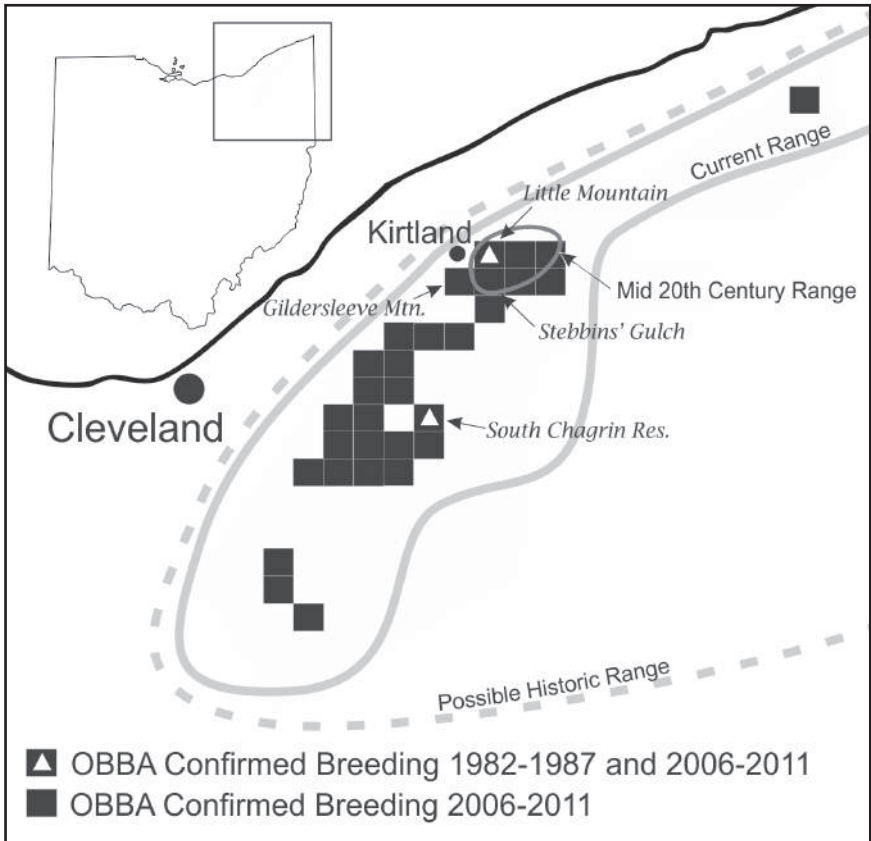 Current Range
Little Mountain
Kirtland
Mid 20th Century Range
Gildersleeve Mtn.
Stebbins' Gulch
Cleveland
South Chagrin Res.
Possible Historic Range
OBBA Confirmed Breeding 1982-1987 and 2006-2011
OBBA Confirmed Breeding 2006-2011